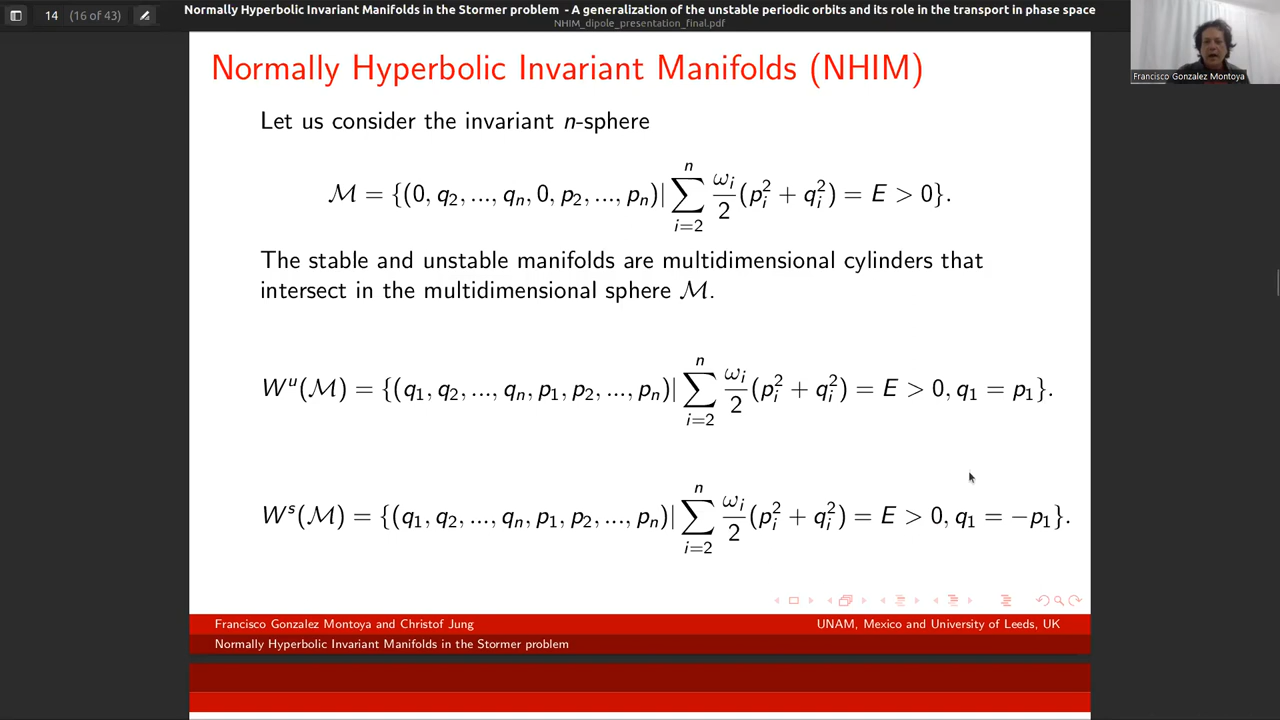 14 (16 of 43)
Normally Hyperbolic Invariant Manifolds in the Stormer problem - A generalization of the unstable periodic orbits and its role in the transport in phase space
NHIM_dipole_presentation_final.pdf
Francisco Gonzalez Montoya
Normally Hyperbolic Invariant Manifolds (NHIM)
Let us consider the invariant n-sphere
ℳ = {(0, q₂, ..., qₙ, 0, p₂, ..., pₙ)| ∑ᵢ₌₂ⁿ ωᵢ/2 (pᵢ² + qᵢ²) = E > 0}.
The stable and unstable manifolds are multidimensional cylinders that
intersect in the multidimensional sphere ℳ.
Wᵘ(ℳ) = {(q₁, q₂, ..., qₙ, p₁, p₂, ..., pₙ)| ∑ᵢ₌₂ⁿ ωᵢ/2 (pᵢ² + qᵢ²) = E > 0, q₁ = p₁}.
Wˢ(ℳ) = {(q₁, q₂, ..., qₙ, p₁, p₂, ..., pₙ)| ∑ᵢ₌₂ⁿ ωᵢ/2 (pᵢ² + qᵢ²) = E > 0, q₁ = −p₁}.
Francisco Gonzalez Montoya and Christof Jung
UNAM, Mexico and University of Leeds, UK
Normally Hyperbolic Invariant Manifolds in the Stormer problem